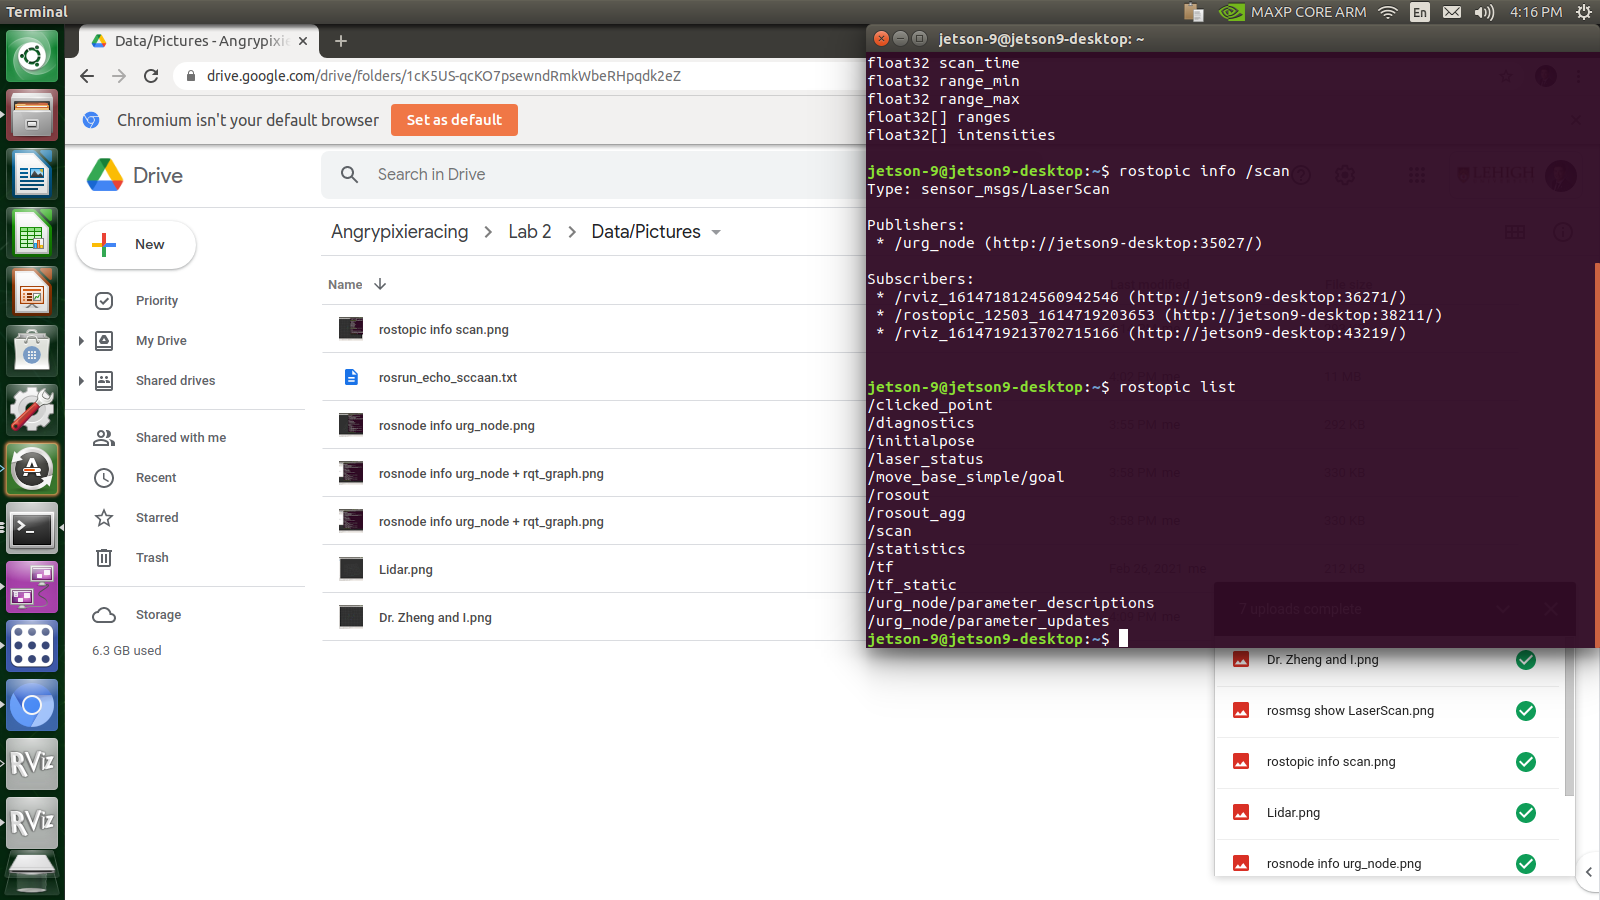 Terminal
MAXP CORE ARM
En
4:16 PM
Data/Pictures - Angrypixie
drive.google.com/drive/folders/1cK5US-qcKO7psewndRmkWbeRHpqdk2eZ
Chromium isn't your default browser
Set as default
Drive
Search in Drive
New
Priority
My Drive
Shared drives
Shared with me
Recent
Starred
Trash
Storage
6.3 GB used
Angrypixieracing
Lab 2
Data/Pictures
Name
rostopic info scan.png
rosrun_echo_sccaan.txt
rosnode info urg_node.png
rosnode info urg_node + rqt_graph.png
rosnode info urg_node + rqt_graph.png
Lidar.png
Dr. Zheng and I.png
jetson-9@jetson9-desktop: ~
float32 scan_time
float32 range_min
float32 range_max
float32[] ranges
float32[] intensities
jetson-9@jetson9-desktop:~$ rostopic info /scan
Type: sensor_msgs/LaserScan
Publishers:
* /urg_node (http://jetson9-desktop:35027/)
Subscribers:
* /rviz_1614718124560942546 (http://jetson9-desktop:36271/)
* /rostopic_12503_1614719203653 (http://jetson9-desktop:38211/)
* /rviz_1614719213702715166 (http://jetson9-desktop:43219/)
jetson-9@jetson9-desktop:~$ rostopic list
/clicked_point
/diagnostics
/initialpose
/laser_status
/move_base_simple/goal
/rosout
/rosout_agg
/scan
/statistics
/tf
/tf_static
/urg_node/parameter_descriptions
/urg_node/parameter_updates
jetson-9@jetson9-desktop:~$
7 uploads complete
Dr. Zheng and I.png
rosmsg show LaserScan.png
rostopic info scan.png
Lidar.png
rosnode info urg_node.png
RViz
RViz